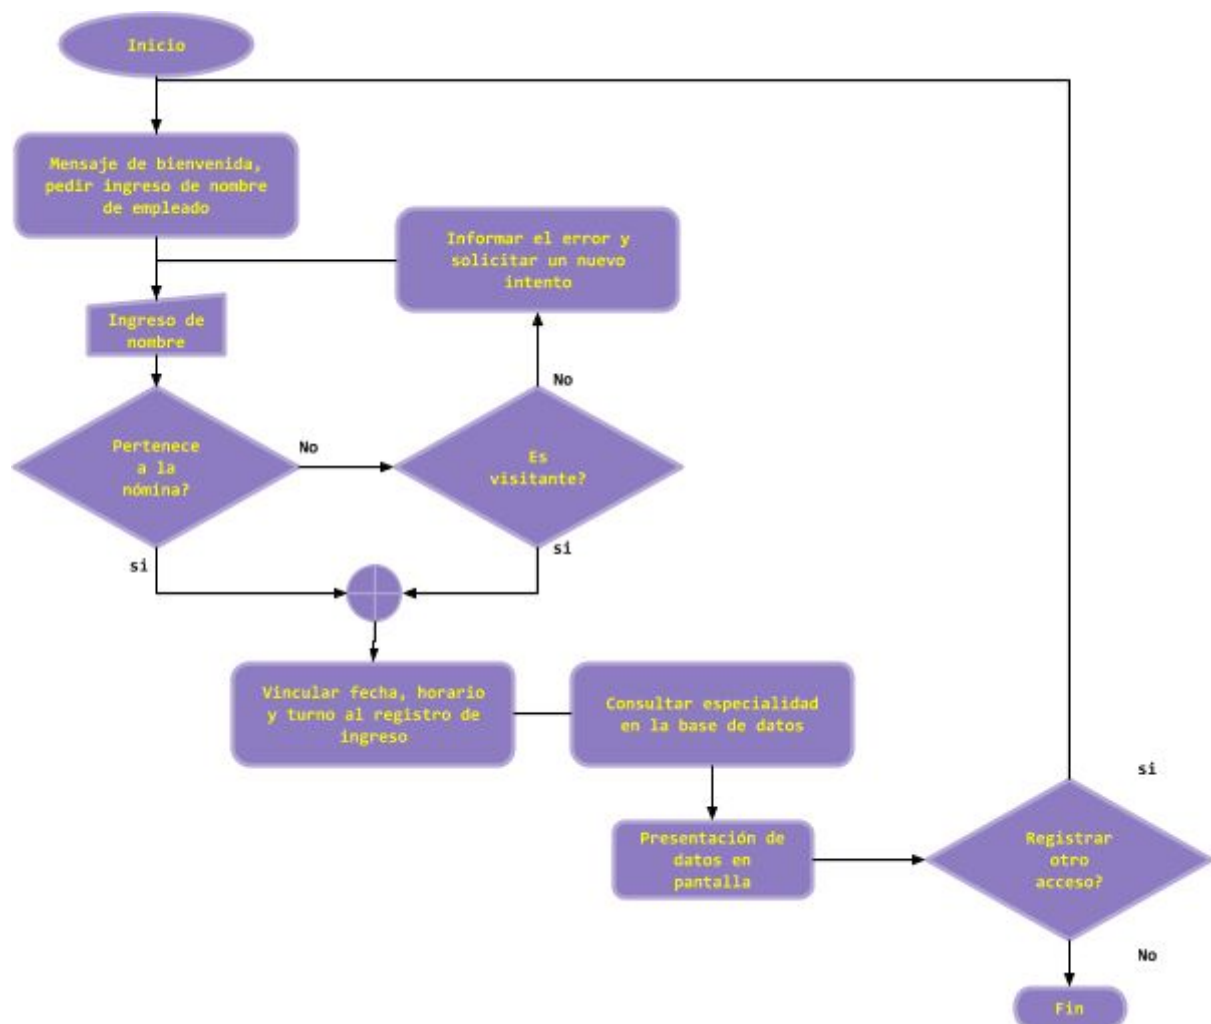 Inicio
Mensaje de bienvenida,
pedir ingreso de nombre
de empleado
Informar el error y
solicitar un nuevo
intento
Ingreso de
nombre
No
Pertenece
a la
nómina?
No
Es
visitante?
si
si
Vincular fecha, horario
y turno al registro de
ingreso
Consultar especialidad
en la base de datos
si
Presentación de
datos en
pantalla
Registrar
otro
acceso?
No
Fin